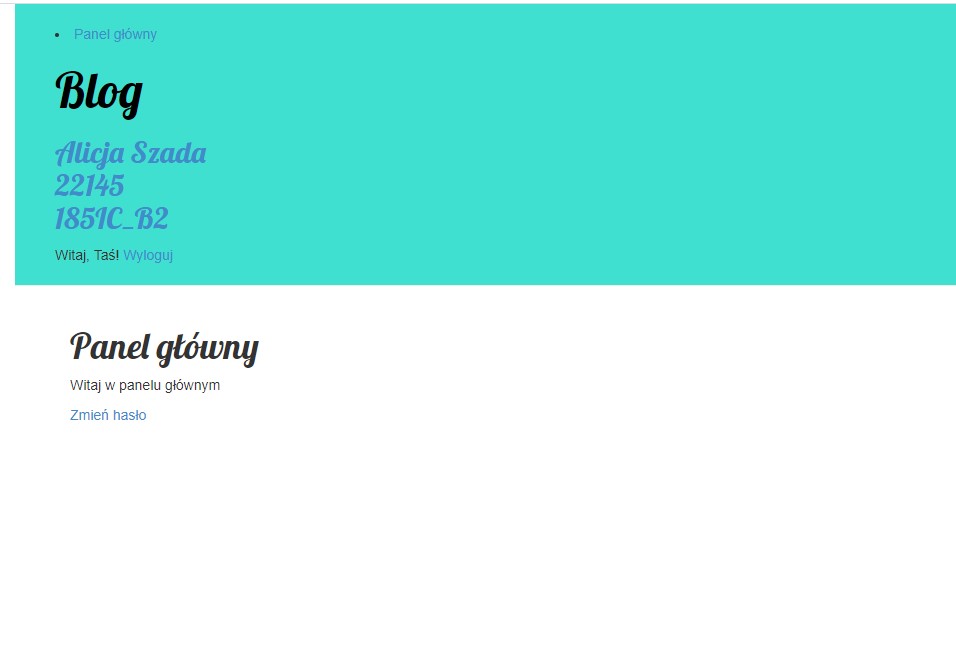 Panel główny
Blog
Alicja Szada
22145
185IC_B2
Witaj, Taś! Wyloguj
Panel główny
Witaj w panelu głównym
Zmień hasło